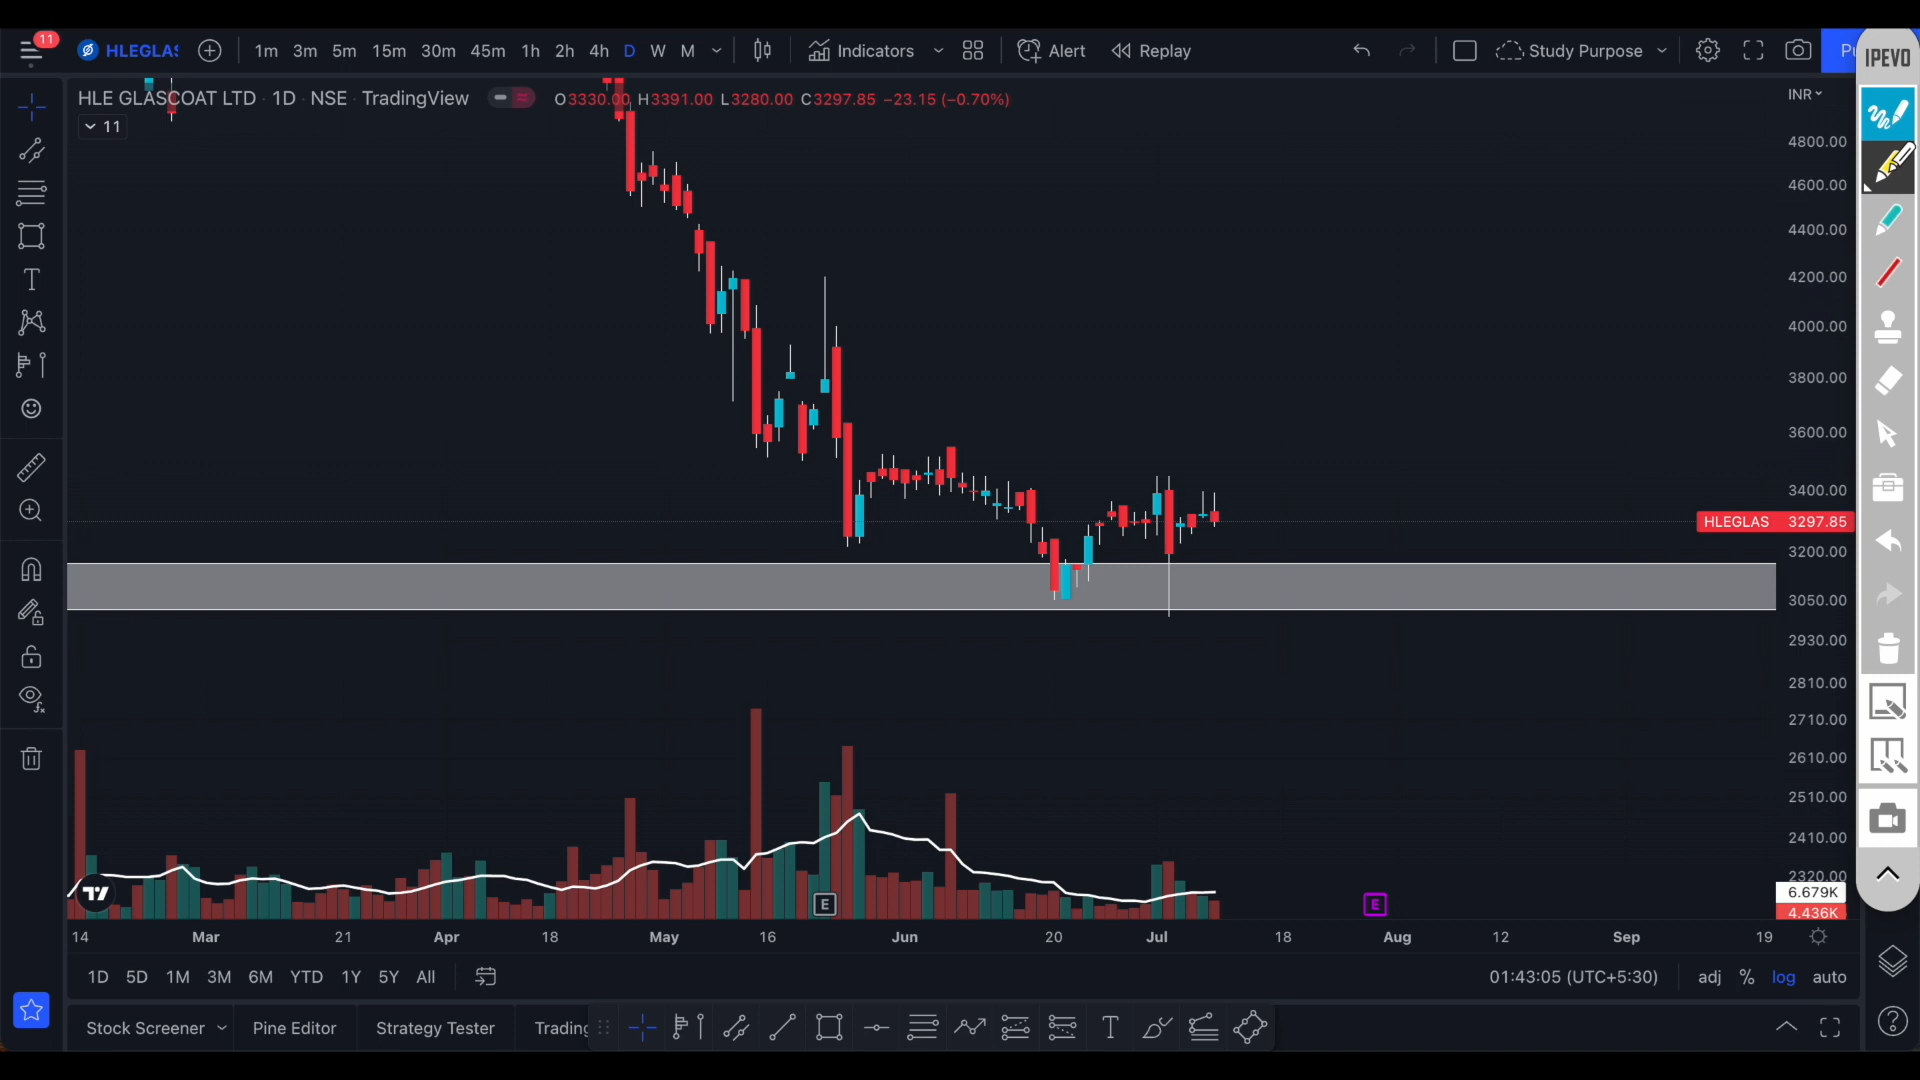 11
HLEGLAS
1m 3m 5m 15m 30m 45m 1h 2h 4h D W M
Indicators
Alert
Replay
Study Purpose
IPEVO
HLE GLASCOAT LTD · 1D · NSE · TradingView
O3330.00 H3391.00 L3280.00 C3297.85 −23.15 (−0.70%)
INR
11
4800.00
4600.00
4400.00
4200.00
4000.00
3800.00
3600.00
3400.00
HLEGLAS 3297.85
3200.00
3050.00
2930.00
2810.00
2710.00
2610.00
2510.00
2410.00
2320.00
6.679K
4.436K
E E
14 Mar 21 Apr 18 May 16 Jun 20 Jul 18 Aug 12 Sep 19
1D 5D 1M 3M 6M YTD 1Y 5Y All
01:43:05 (UTC+5:30) adj % log auto
Stock Screener Pine Editor Strategy Tester Trading